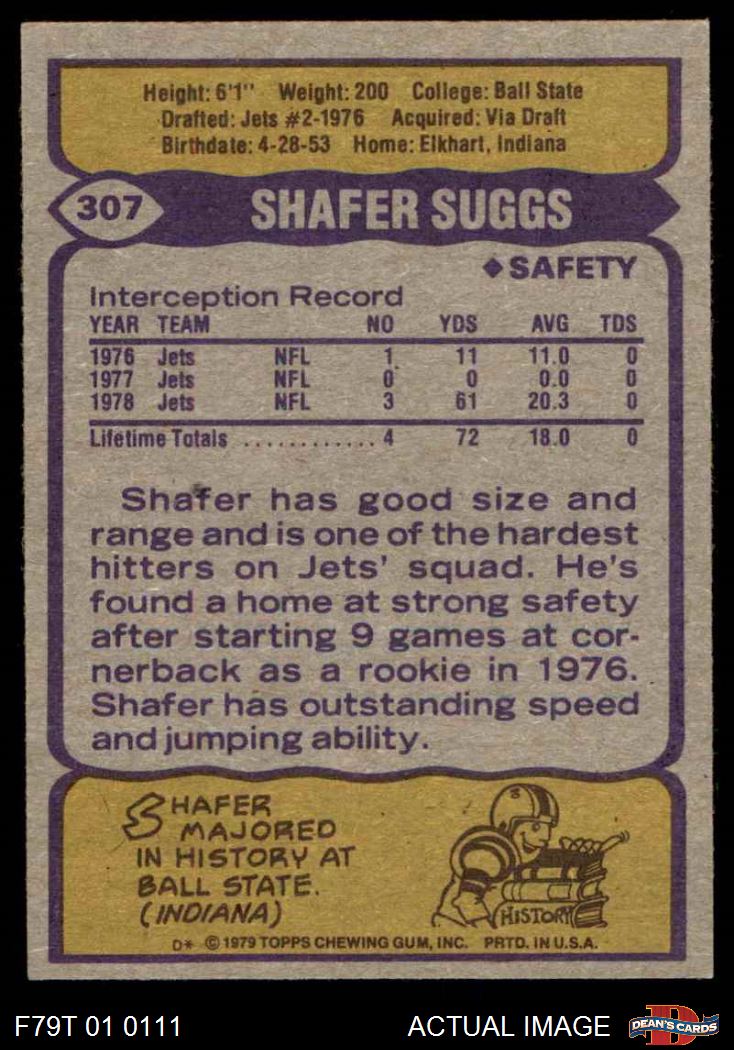 Height: 6'1" Weight: 200 College: Ball State
Drafted: Jets #2-1976 Acquired: Via Draft
Birthdate: 4-28-53 Home: Elkhart, Indiana
307 SHAFER SUGGS
◆SAFETY
Interception Record
YEAR TEAM NO YDS AVG TDS
1976 Jets NFL 1 11 11.0 0
1977 Jets NFL 0 0 0.0 0
1978 Jets NFL 3 61 20.3 0
Lifetime Totals ............ 4 72 18.0 0
Shafer has good size and
range and is one of the hardest
hitters on Jets' squad. He's
found a home at strong safety
after starting 9 games at cor-
nerback as a rookie in 1976.
Shafer has outstanding speed
and jumping ability.
SHAFER
MAJORED
IN HISTORY AT
BALL STATE.
(INDIANA)
S
HISTORY
D* © 1979 TOPPS CHEWING GUM, INC. PRTD. IN U.S.A.
F79T 01 0111 ACTUAL IMAGE D DEAN'S CARDS